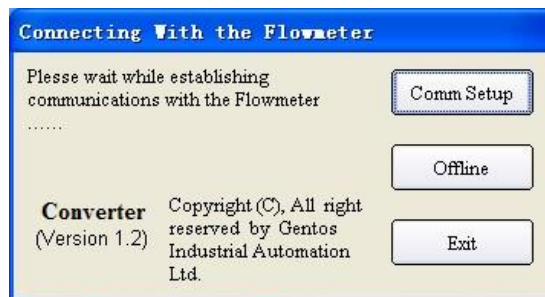 Connecting With the Flowmeter
Plesse wait while establishing
communications with the Flowmeter
......
Comm Setup
Offline
Converter
(Version 1.2)
Copyright (C), All right
reserved by Gentos
Industrial Automation
Ltd.
Exit